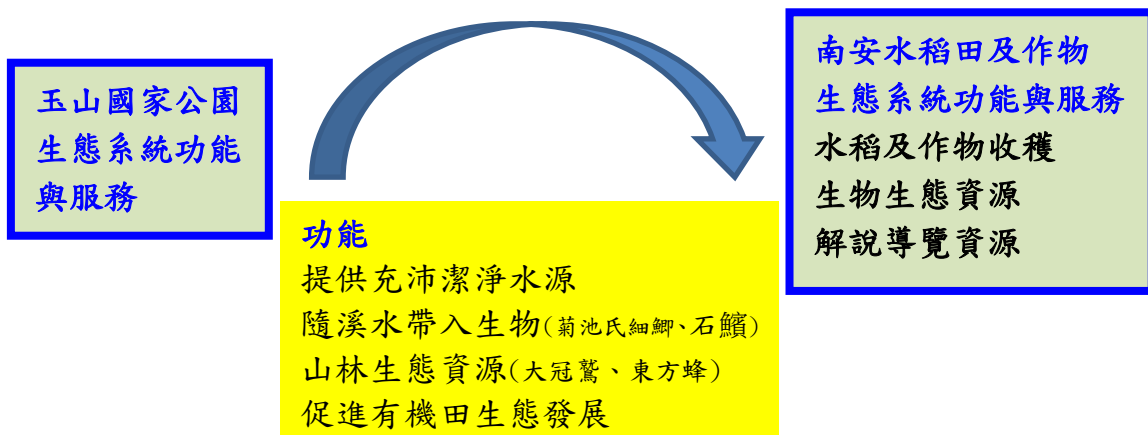 玉山國家公園
生態系統功能
與服務
功能
提供充沛潔淨水源
隨溪水帶入生物(菊池氏細鯽、石鱝)
山林生態資源(大冠鷲、東方蜂)
促進有機田生態發展
南安水稻田及作物
生態系統功能與服務
水稻及作物收穫
生物生態資源
解說導覽資源